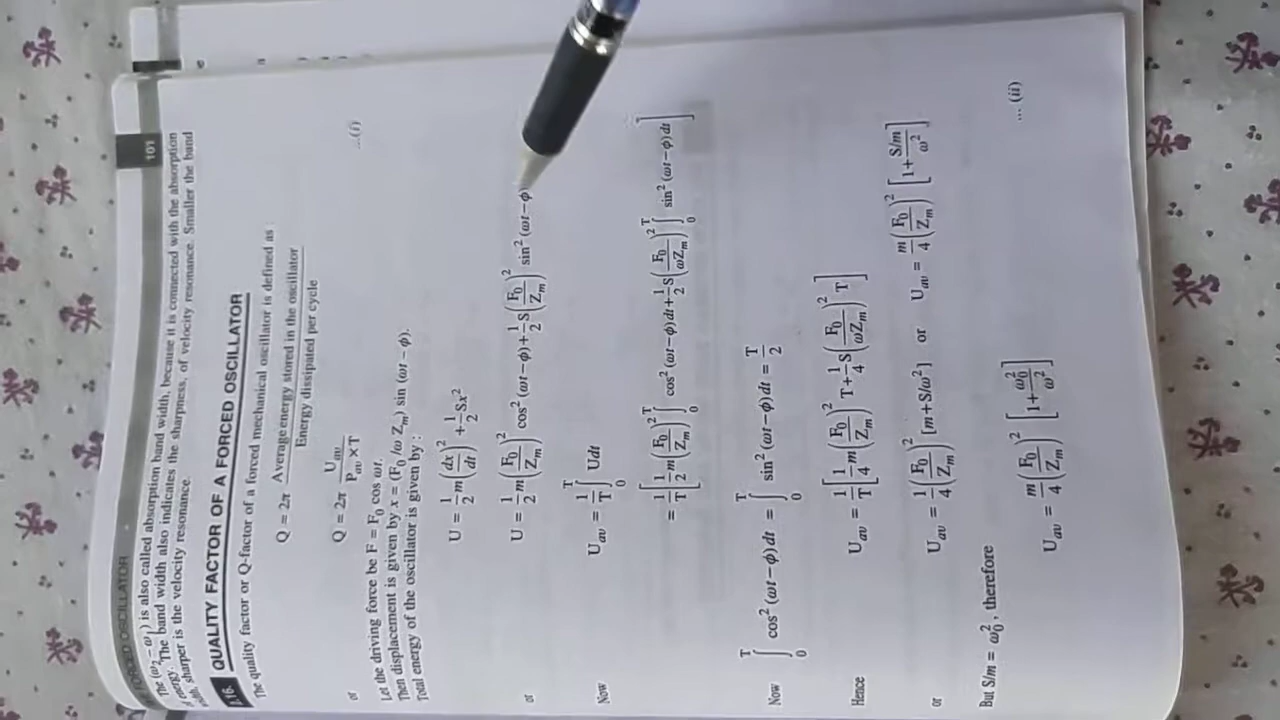 FORCED OSCILLATOR 101
The (ω₂ − ω₁) is also called absorption band width, because it is connected with the absorption
of energy. The band width also indicates the sharpness, of velocity resonance. Smaller the band
width, sharper is the velocity resonance.
.16. QUALITY FACTOR OF A FORCED OSCILLATOR
The quality factor or Q-factor of a forced mechanical oscillator is defined as :
Q = 2π Average energy stored in the oscillator / Energy dissipated per cycle
or Q = 2π U_av / (P_av × T) ...(i)
Let the driving force be F = F₀ cos ωt.
Then displacement is given by x = (F₀ /ω Z_m) sin (ωt − ϕ).
Total energy of the oscillator is given by :
U = 1/2 m (dx/dt)² + 1/2 Sx²
or U = 1/2 m (F₀/Z_m)² cos² (ωt − ϕ) + 1/2 S (F₀/Z_m)² sin² (ωt − ϕ)
Now U_av = 1/T ∫₀ᵀ Udt
= 1/T [1/2 m (F₀/Z_m)² ∫₀ᵀ cos² (ωt − ϕ) dt + 1/2 S (F₀/ωZ_m)² ∫₀ᵀ sin² (ωt − ϕ) dt]
Now ∫₀ᵀ cos² (ωt − ϕ) dt = ∫₀ᵀ sin² (ωt − ϕ) dt = T/2
Hence U_av = 1/T [1/4 m (F₀/Z_m)² T + 1/4 S (F₀/ωZ_m)² T]
or U_av = 1/4 (F₀/Z_m)² [m + S/ω²] or U_av = m/4 (F₀/Z_m)² [1 + S/m / ω²]
But S/m = ω₀², therefore
U_av = m/4 (F₀/Z_m)² [1 + ω₀²/ω²] ... (ii)